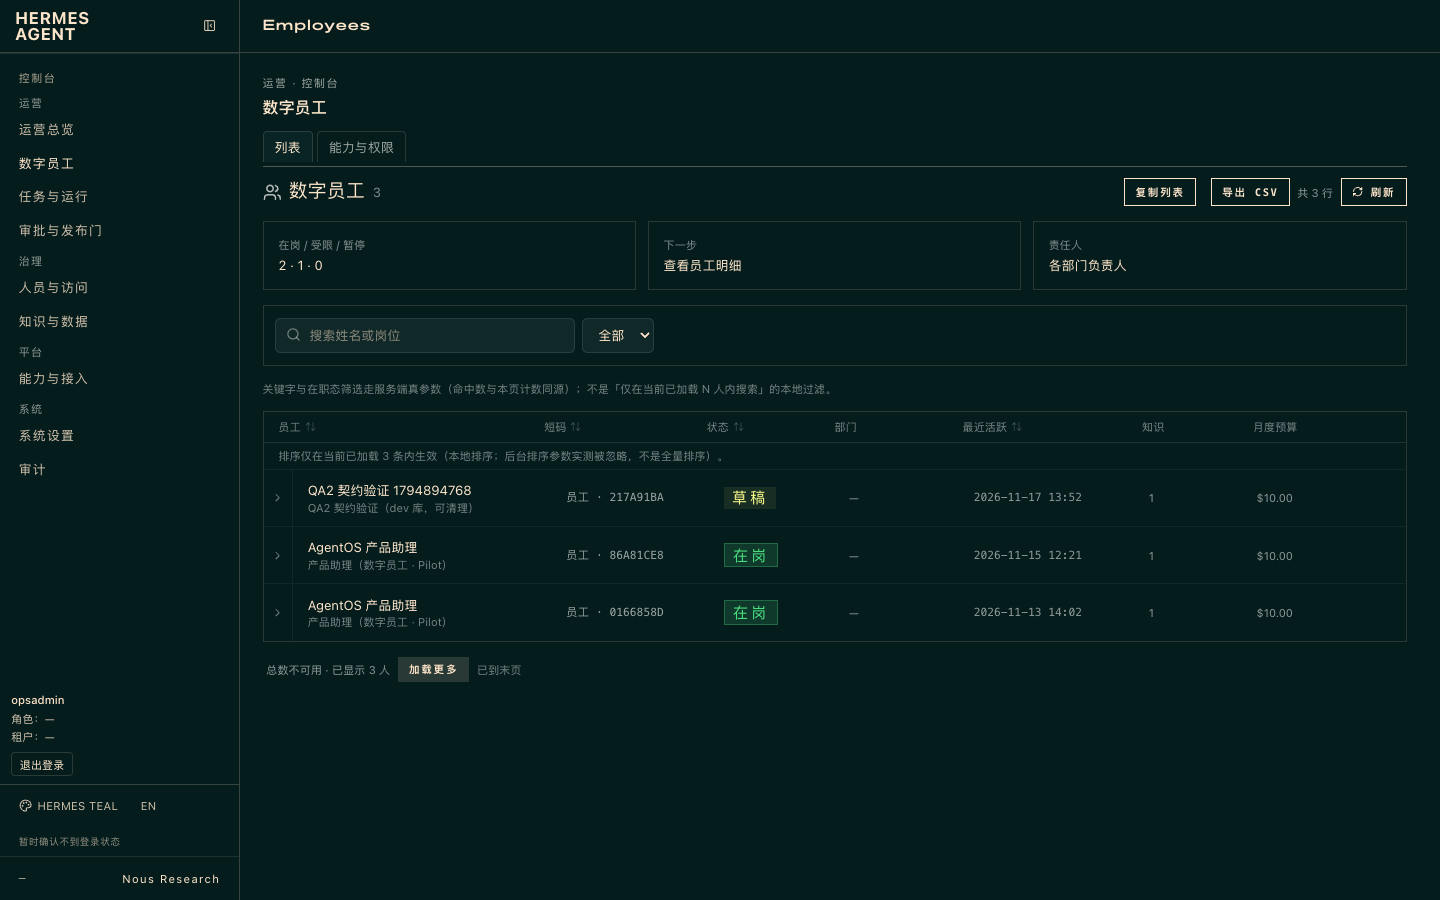 HERMES
AGENT
控制台
运营
运营总览
数字员工
任务与运行
审批与发布门
治理
人员与访问
知识与数据
平台
能力与接入
系统
系统设置
审计
opsadmin
角色：—
租户：—
退出登录
HERMES TEAL EN
暂时确认不到登录状态
— Nous Research
Employees
运营 · 控制台
数字员工
列表 能力与权限
数字员工 3
复制列表 导出 CSV 共 3 行 刷新
在岗 / 受限 / 暂停
2 · 1 · 0
下一步
查看员工明细
责任人
各部门负责人
搜索姓名或岗位 全部
关键字与在职态筛选走服务端真参数（命中数与本页计数同源）；不是「仅在当前已加载 N 人内搜索」的本地过滤。
员工 短码 状态 部门 最近活跃 知识 月度预算
排序仅在当前已加载 3 条内生效（本地排序；后台排序参数实测被忽略，不是全量排序）。
QA2 契约验证 1794894768
QA2 契约验证（dev 库，可清理）
员工 · 217A91BA 草稿 — 2026-11-17 13:52 1 $10.00
AgentOS 产品助理
产品助理（数字员工 · Pilot）
员工 · 86A81CE8 在岗 — 2026-11-15 12:21 1 $10.00
AgentOS 产品助理
产品助理（数字员工 · Pilot）
员工 · 0166858D 在岗 — 2026-11-13 14:02 1 $10.00
总数不可用 · 已显示 3 人 加载更多 已到末页